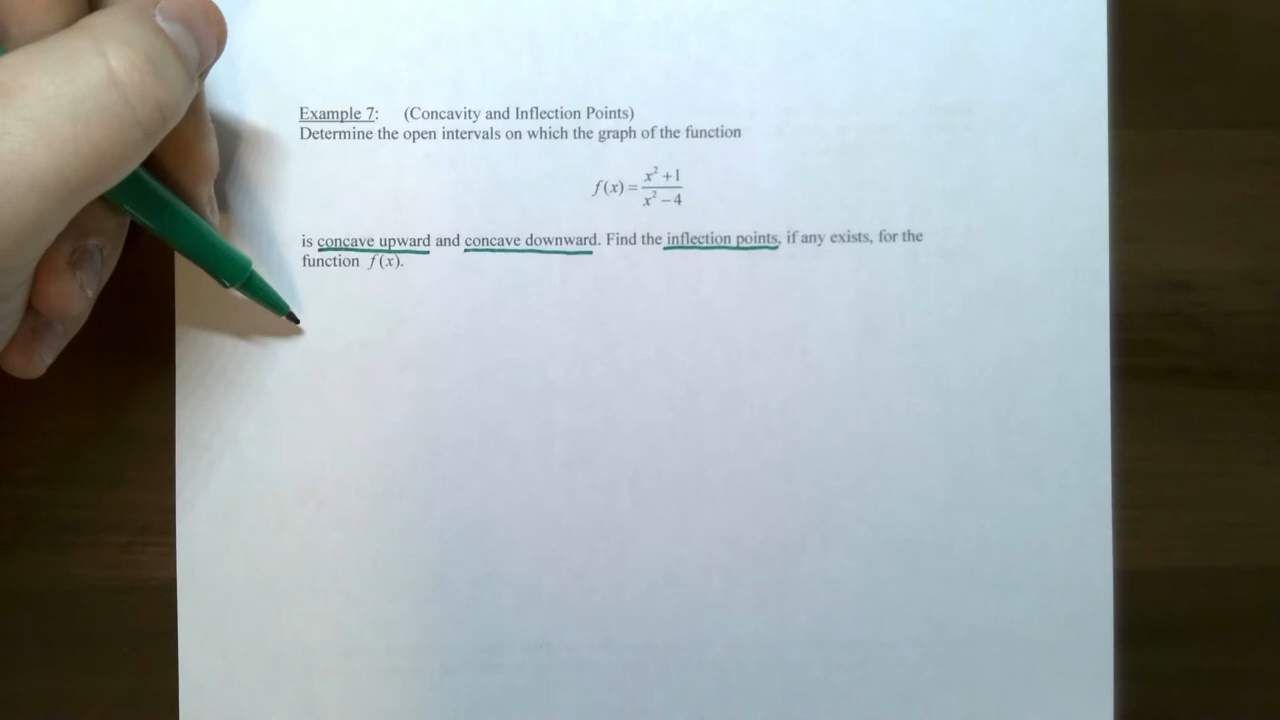 Example 7: (Concavity and Inflection Points)
Determine the open intervals on which the graph of the function
f(x) = (x² + 1)/(x² − 4)
is concave upward and concave downward. Find the inflection points, if any exists, for the
function f(x).